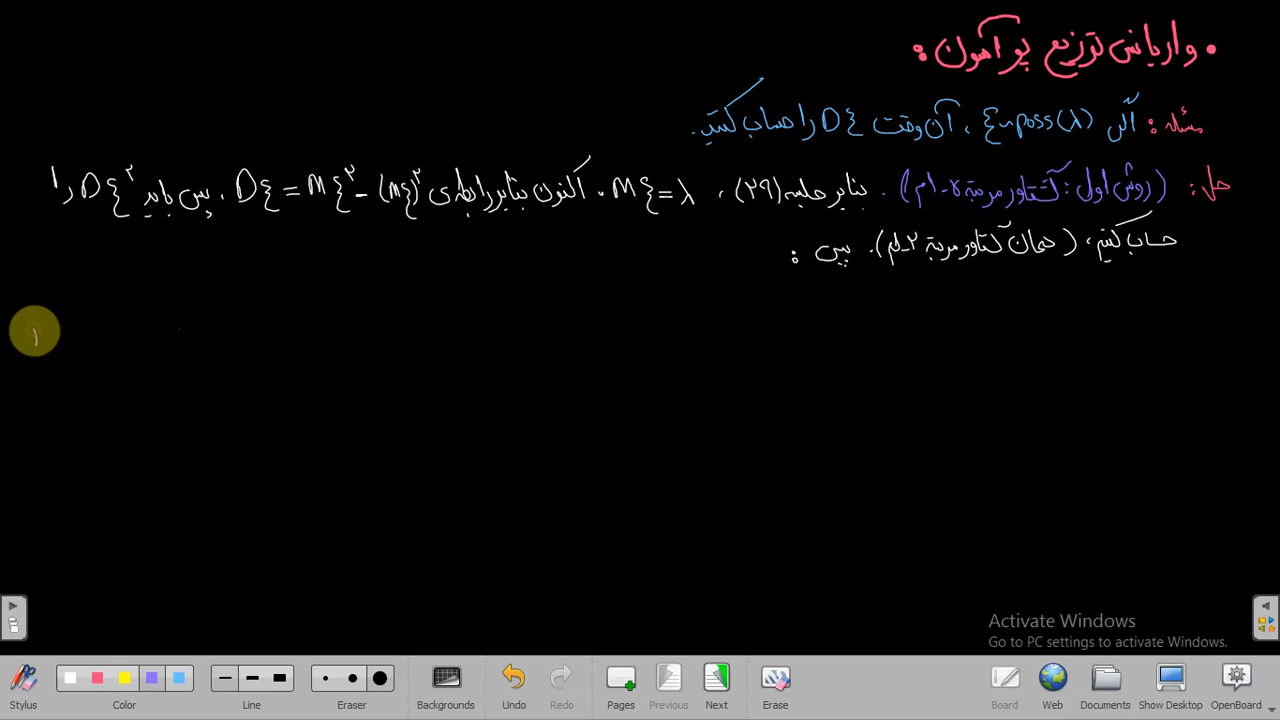 • واریانس توزیع پواسون :
مسئله : اگر ξ ~ poss(λ) ، آن وقت Dξ را حساب کنید.
حل : (روش اول : گشتاور مرتبهٔ ۲-ام) . بنابر جلسه (۲۹) ، Mξ = λ . اکنون بنابر رابطه ی Dξ = Mξ² - (Mξ)² ، پس باید Dξ² را
حساب کنیم ، (همان گشتاور مرتبهٔ ۲-ام). پس :
Activate Windows
Go to PC settings to activate Windows.
Stylus Color Line Eraser Backgrounds Undo Redo Pages Previous Next Erase Board Web Documents Show Desktop OpenBoard